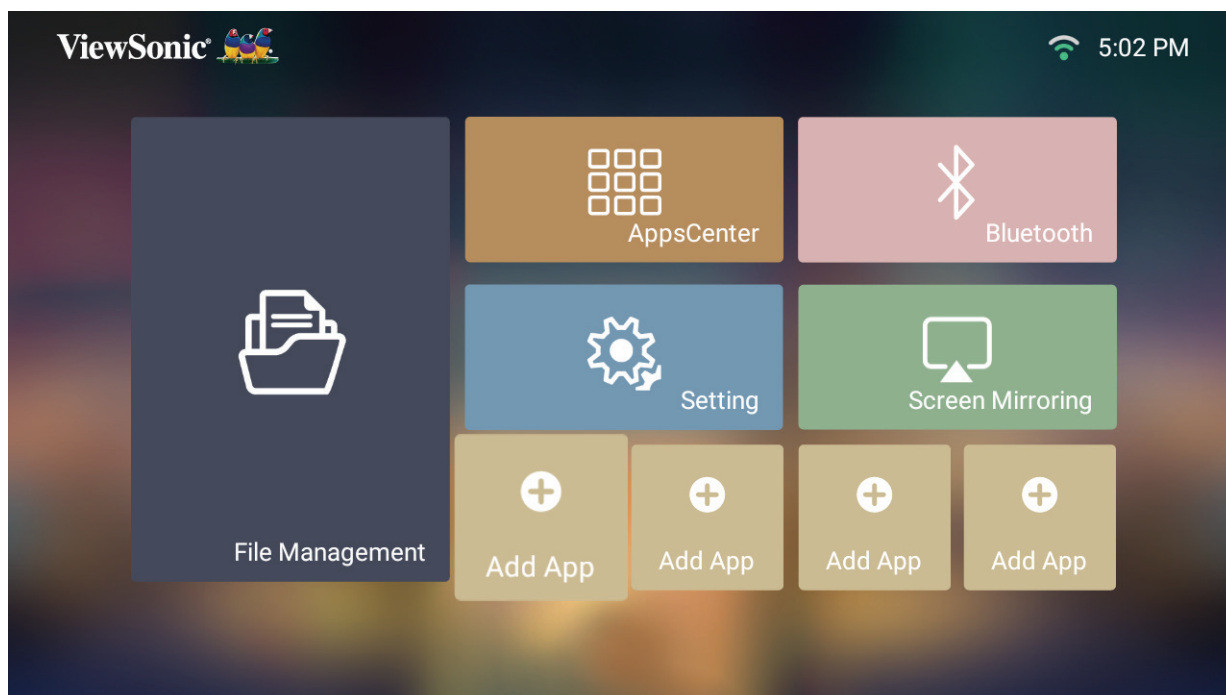 ViewSonic®
5:02 PM
AppsCenter
Bluetooth
Setting
Screen Mirroring
File Management
Add App
Add App
Add App
Add App